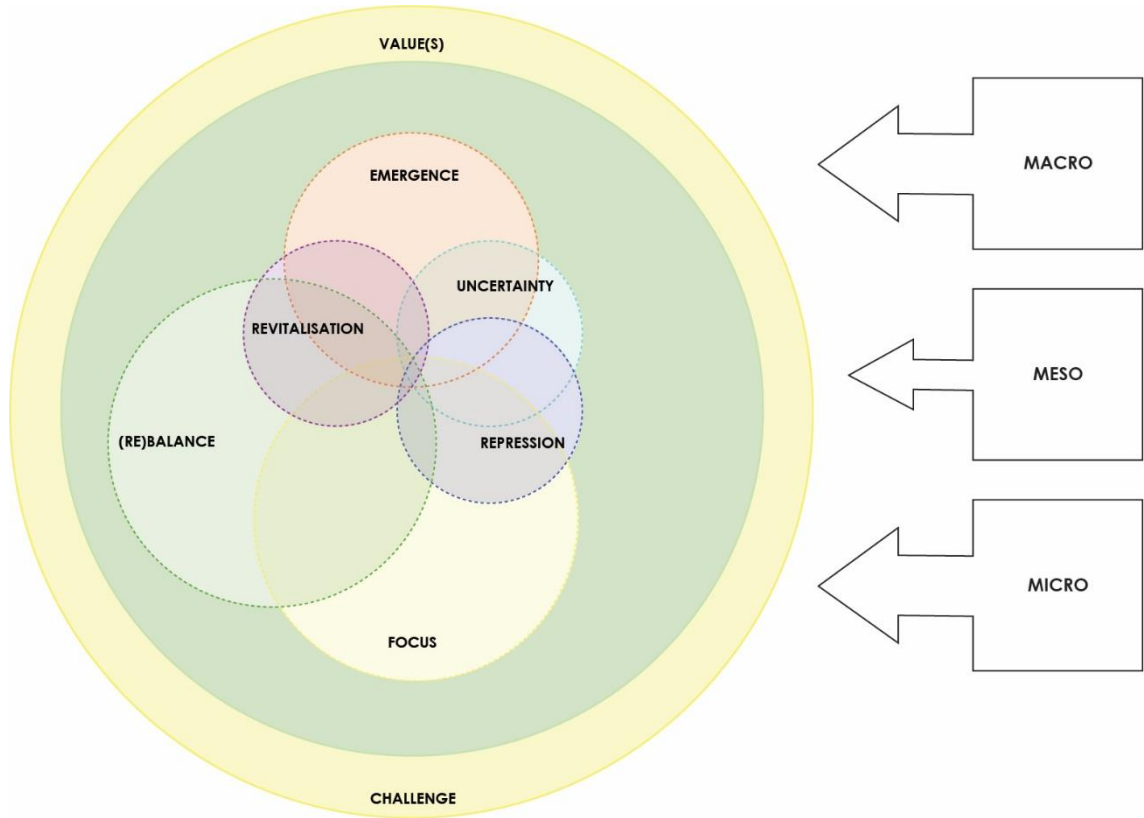 VALUE(S)
EMERGENCE
UNCERTAINTY
REVITALISATION
(RE)BALANCE
REPRESSION
FOCUS
CHALLENGE
MACRO
MESO
MICRO